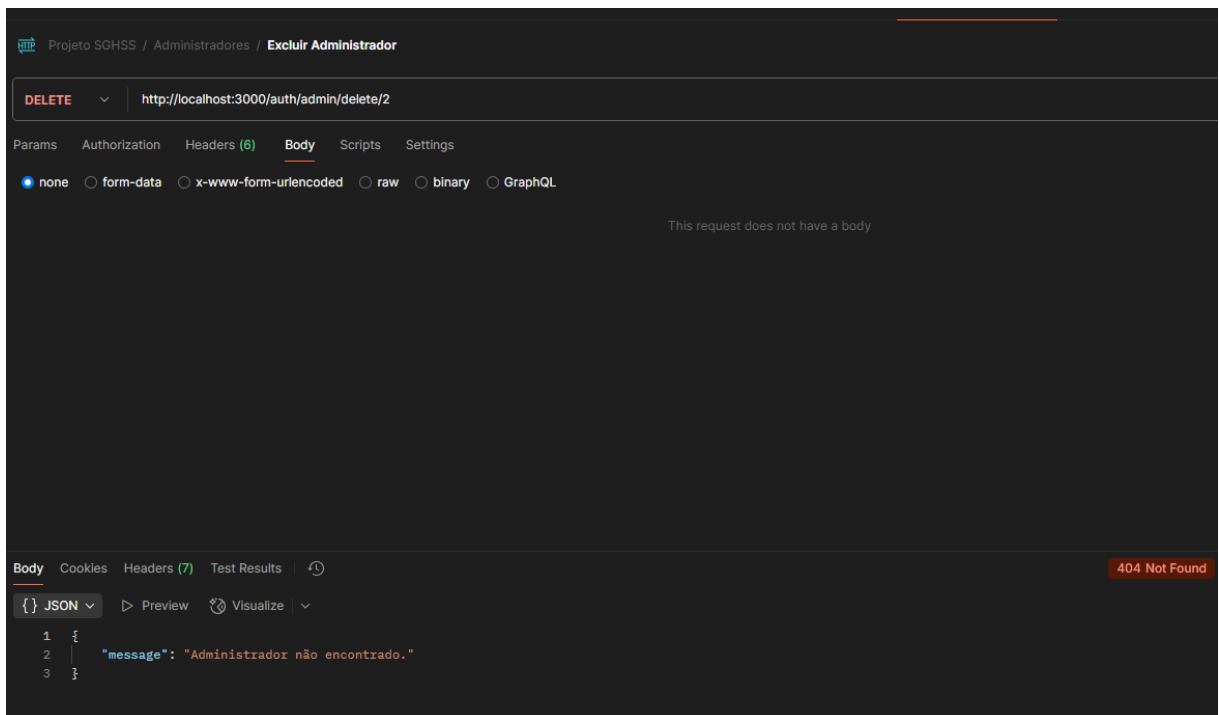 HTTP Projeto SGHSS / Administradores / Excluir Administrador
DELETE http://localhost:3000/auth/admin/delete/2
Params Authorization Headers (6) Body Scripts Settings
none form-data x-www-form-urlencoded raw binary GraphQL
This request does not have a body
Body Cookies Headers (7) Test Results 404 Not Found
{} JSON Preview Visualize
1 {
2 "message": "Administrador não encontrado."
3 }